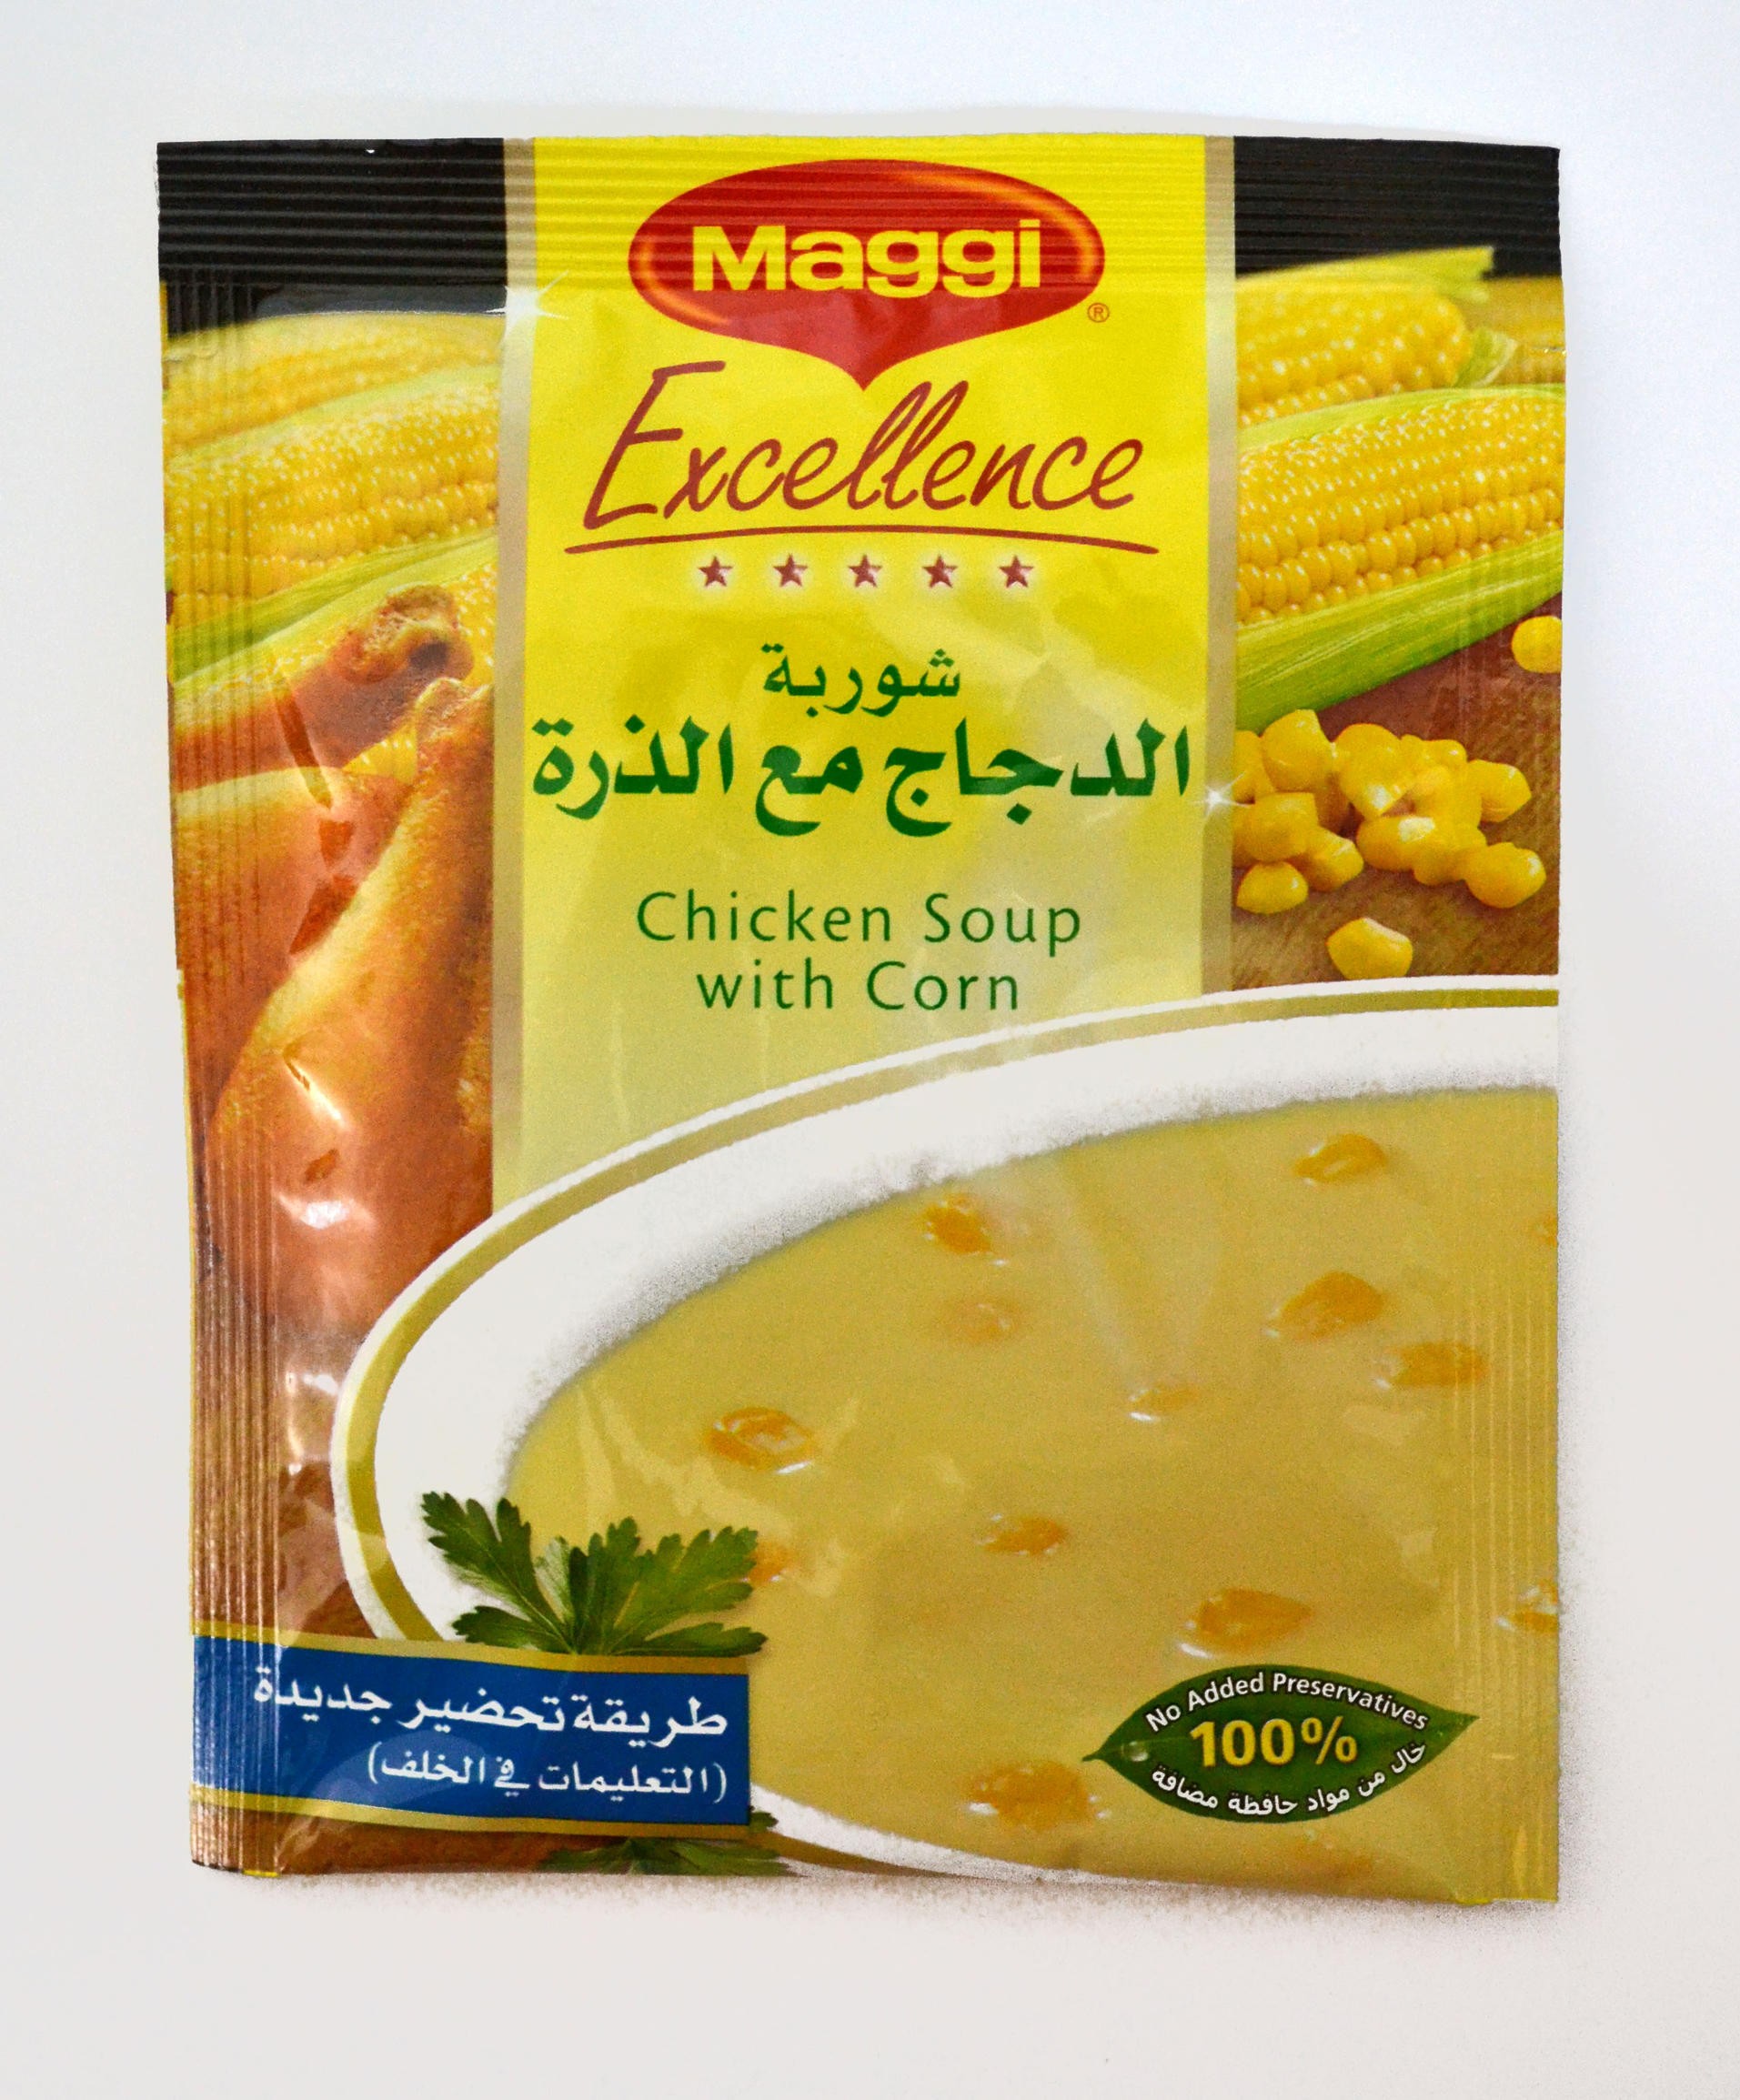 Maggi
®
Excellence
شوربة
الدجاج مع الذرة
Chicken Soup
with Corn
طريقة تحضير جديدة
(التعليمات في الخلف)
No Added Preservatives
100%
خال من مواد حافظة مضافة